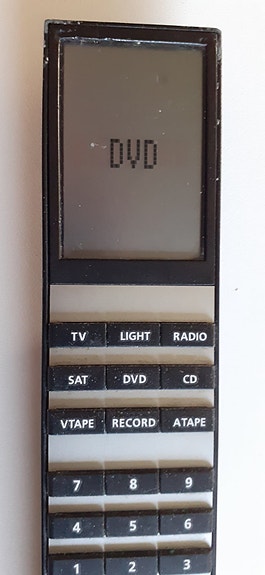 DVD
TV LIGHT RADIO
SAT DVD CD
VTAPE RECORD ATAPE
7 8 9
4 5 6
1 2 3